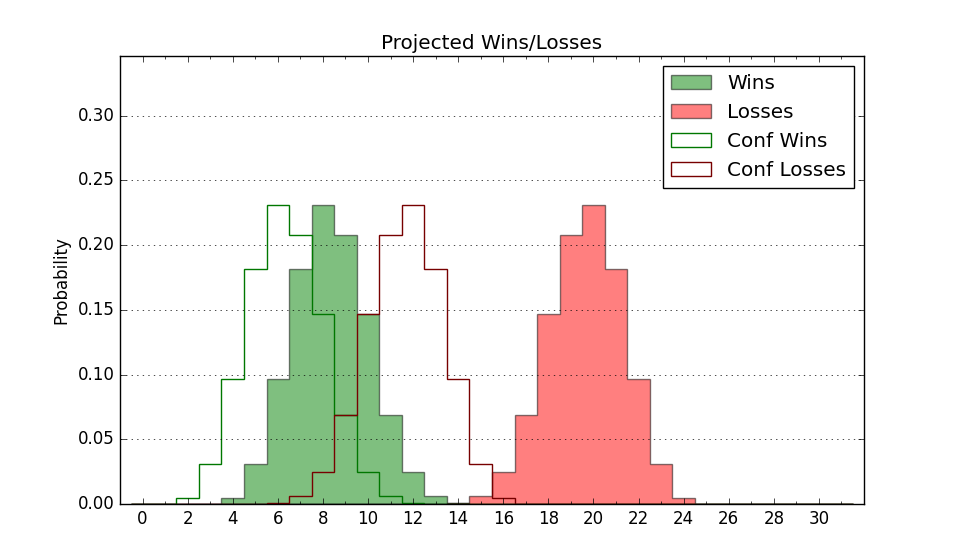 Projected Wins/Losses
Wins
Losses
Conf Wins
Conf Losses
Probability
0.30
0.25
0.20
0.15
0.10
0.05
0.00
0 2 4 6 8 10 12 14 16 18 20 22 24 26 28 30